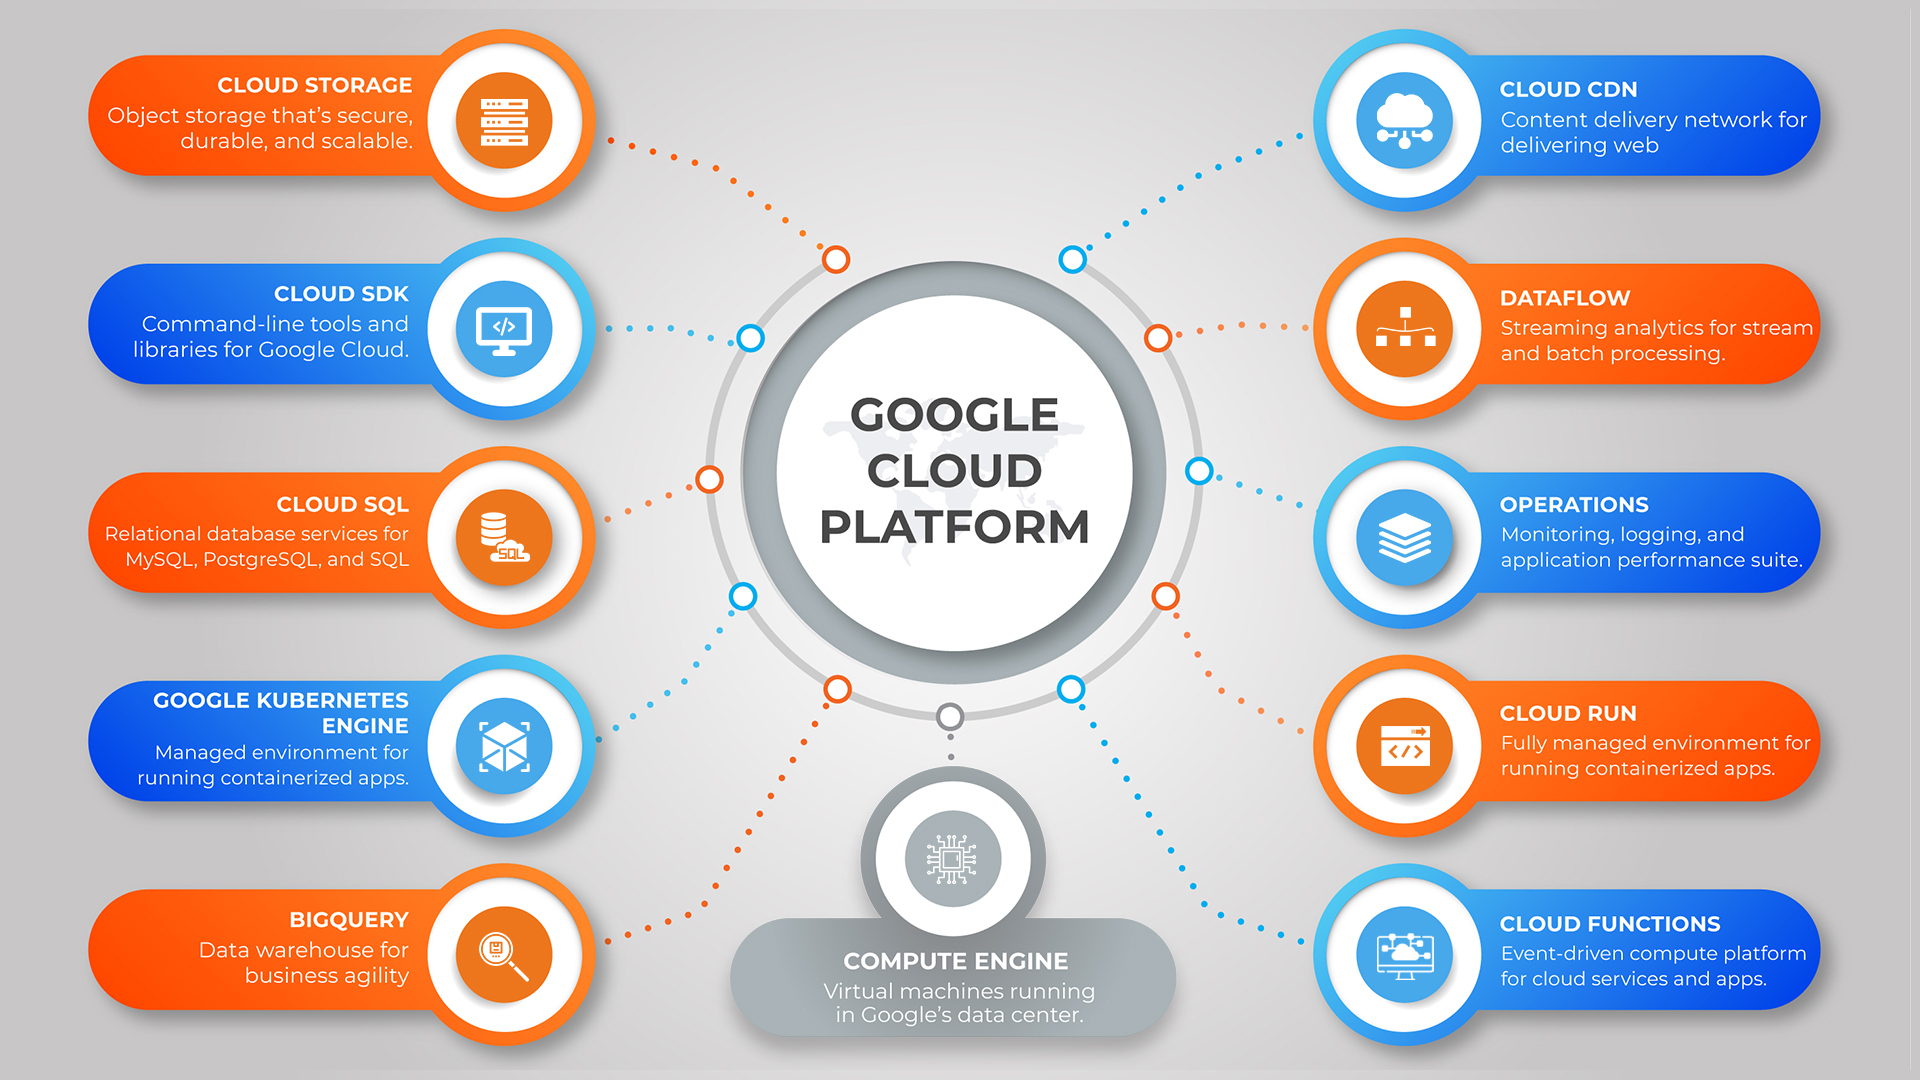 CLOUD STORAGE
Object storage that's secure,
durable, and scalable.
CLOUD SDK
Command-line tools and
libraries for Google Cloud.
CLOUD SQL
Relational database services for
MySQL, PostgreSQL, and SQL
SQL
GOOGLE KUBERNETES
ENGINE
Managed environment for
running containerized apps.
BIGQUERY
Data warehouse for
business agility
GOOGLE
CLOUD
PLATFORM
COMPUTE ENGINE
Virtual machines running
in Google's data center.
CLOUD CDN
Content delivery network for
delivering web
DATAFLOW
Streaming analytics for stream
and batch processing.
OPERATIONS
Monitoring, logging, and
application performance suite.
CLOUD RUN
Fully managed environment for
running containerized apps.
CLOUD FUNCTIONS
Event-driven compute platform
for cloud services and apps.